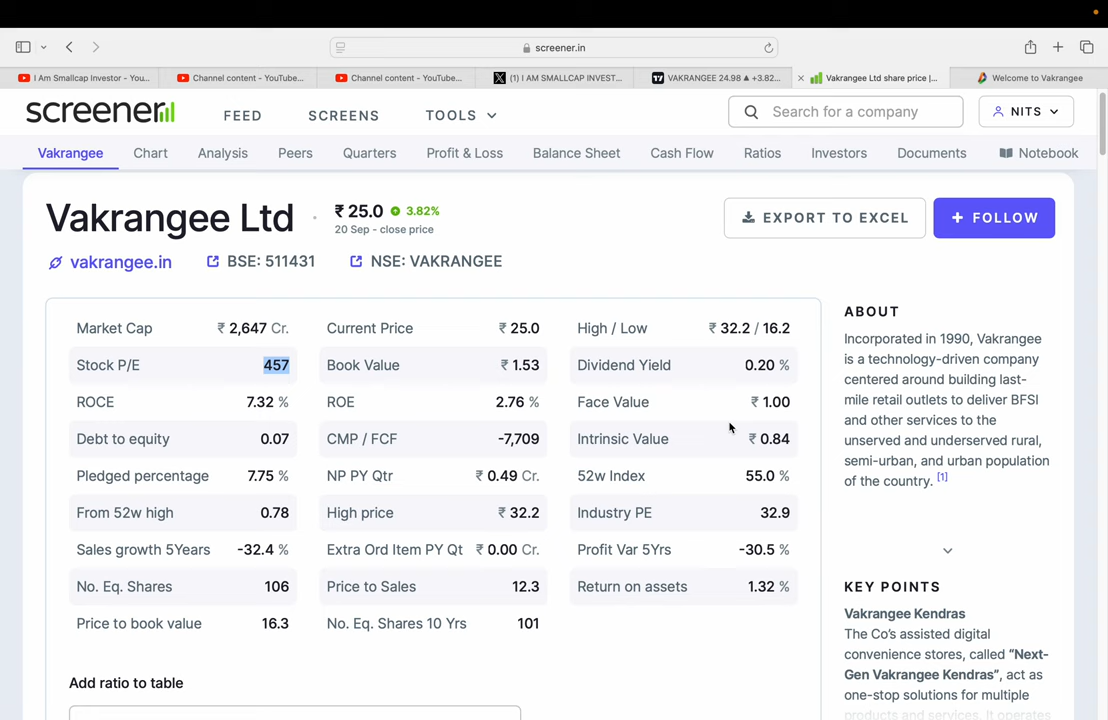 screener.in
I Am Smallcap Investor - You...
Channel content - YouTube...
Channel content - YouTube...
(1) I AM SMALLCAP INVEST...
VAKRANGEE 24.98 ▲ +3.82...
Vakrangee Ltd share price |...
Welcome to Vakrangee
screener
FEED
SCREENS
TOOLS
Search for a company
NITS
Vakrangee
Chart
Analysis
Peers
Quarters
Profit & Loss
Balance Sheet
Cash Flow
Ratios
Investors
Documents
Notebook
Vakrangee Ltd
₹ 25.0 3.82%
20 Sep - close price
EXPORT TO EXCEL
+ FOLLOW
vakrangee.in
BSE: 511431
NSE: VAKRANGEE
Market Cap ₹ 2,647 Cr.
Current Price ₹ 25.0
High / Low ₹ 32.2 / 16.2
Stock P/E 457
Book Value ₹ 1.53
Dividend Yield 0.20 %
ROCE 7.32 %
ROE 2.76 %
Face Value ₹ 1.00
Debt to equity 0.07
CMP / FCF -7,709
Intrinsic Value ₹ 0.84
Pledged percentage 7.75 %
NP PY Qtr ₹ 0.49 Cr.
52w Index 55.0 %
From 52w high 0.78
High price ₹ 32.2
Industry PE 32.9
Sales growth 5Years -32.4 %
Extra Ord Item PY Qt ₹ 0.00 Cr.
Profit Var 5Yrs -30.5 %
No. Eq. Shares 106
Price to Sales 12.3
Return on assets 1.32 %
Price to book value 16.3
No. Eq. Shares 10 Yrs 101
Add ratio to table
ABOUT
Incorporated in 1990, Vakrangee
is a technology-driven company
centered around building last-
mile retail outlets to deliver BFSI
and other services to the
unserved and underserved rural,
semi-urban, and urban population
of the country. [1]
KEY POINTS
Vakrangee Kendras
The Co's assisted digital
convenience stores, called "Next-
Gen Vakrangee Kendras", act as
one-stop solutions for multiple
products and services. It operates